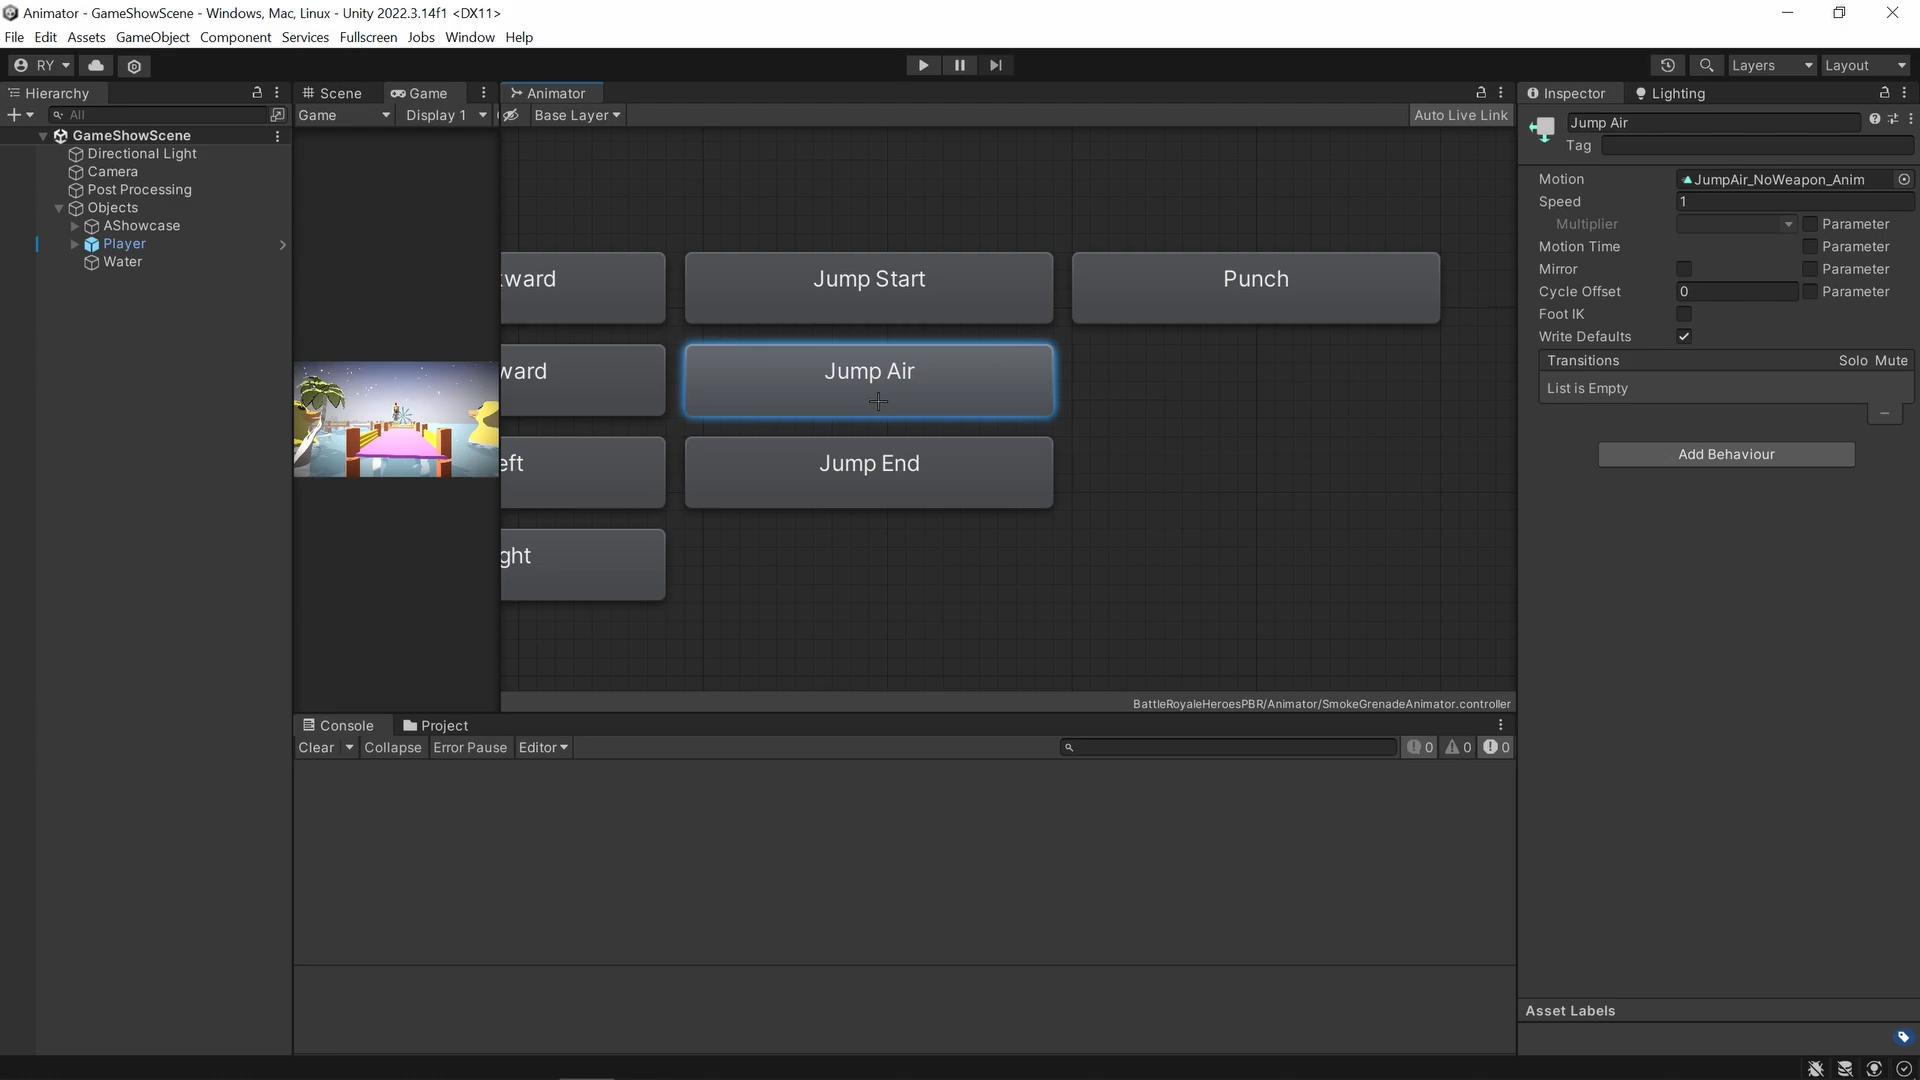 Animator - GameShowScene - Windows, Mac, Linux - Unity 2022.3.14f1 <DX11>
File Edit Assets GameObject Component Services Fullscreen Jobs Window Help
RY Layers Layout
Hierarchy Scene Game Animator Inspector Lighting
All Game Display 1 Base Layer Auto Live Link
Jump Air
Tag
GameShowScene
Directional Light
Camera
Post Processing
Objects
AShowcase
Player
Water
kward Jump Start Punch
ward Jump Air
eft Jump End
ght
BattleRoyaleHeroesPBR/Animator/SmokeGrenadeAnimator.controller
Motion JumpAir_NoWeapon_Anim
Speed 1
Multiplier Parameter
Motion Time Parameter
Mirror Parameter
Cycle Offset 0 Parameter
Foot IK
Write Defaults
Transitions Solo Mute
List is Empty
Add Behaviour
Console Project
Clear Collapse Error Pause Editor 0 0 0
Asset Labels